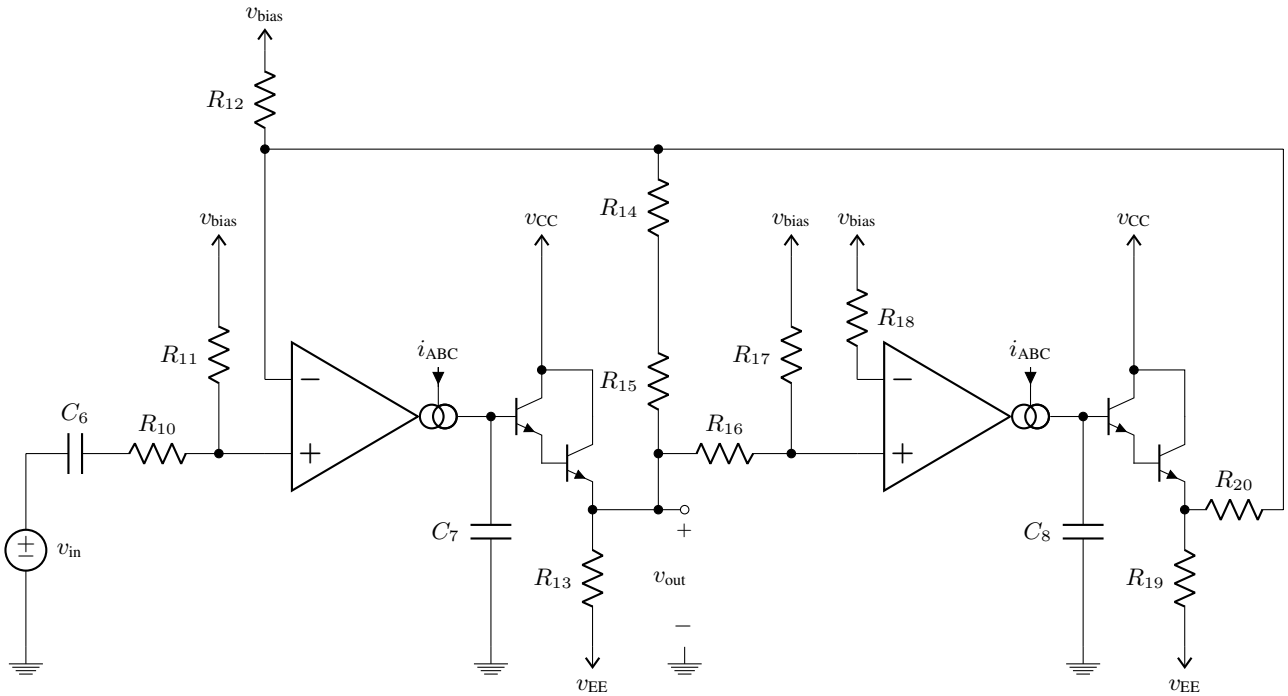 v_bias
R_12
v_bias
R_11
C_6
R_10
v_in
−
+
i_ABC
v_CC
C_7
R_13
v_EE
R_14
R_15
R_16
+
v_out
−
v_bias
R_17
v_bias
R_18
−
+
i_ABC
v_CC
C_8
R_19
v_EE
R_20